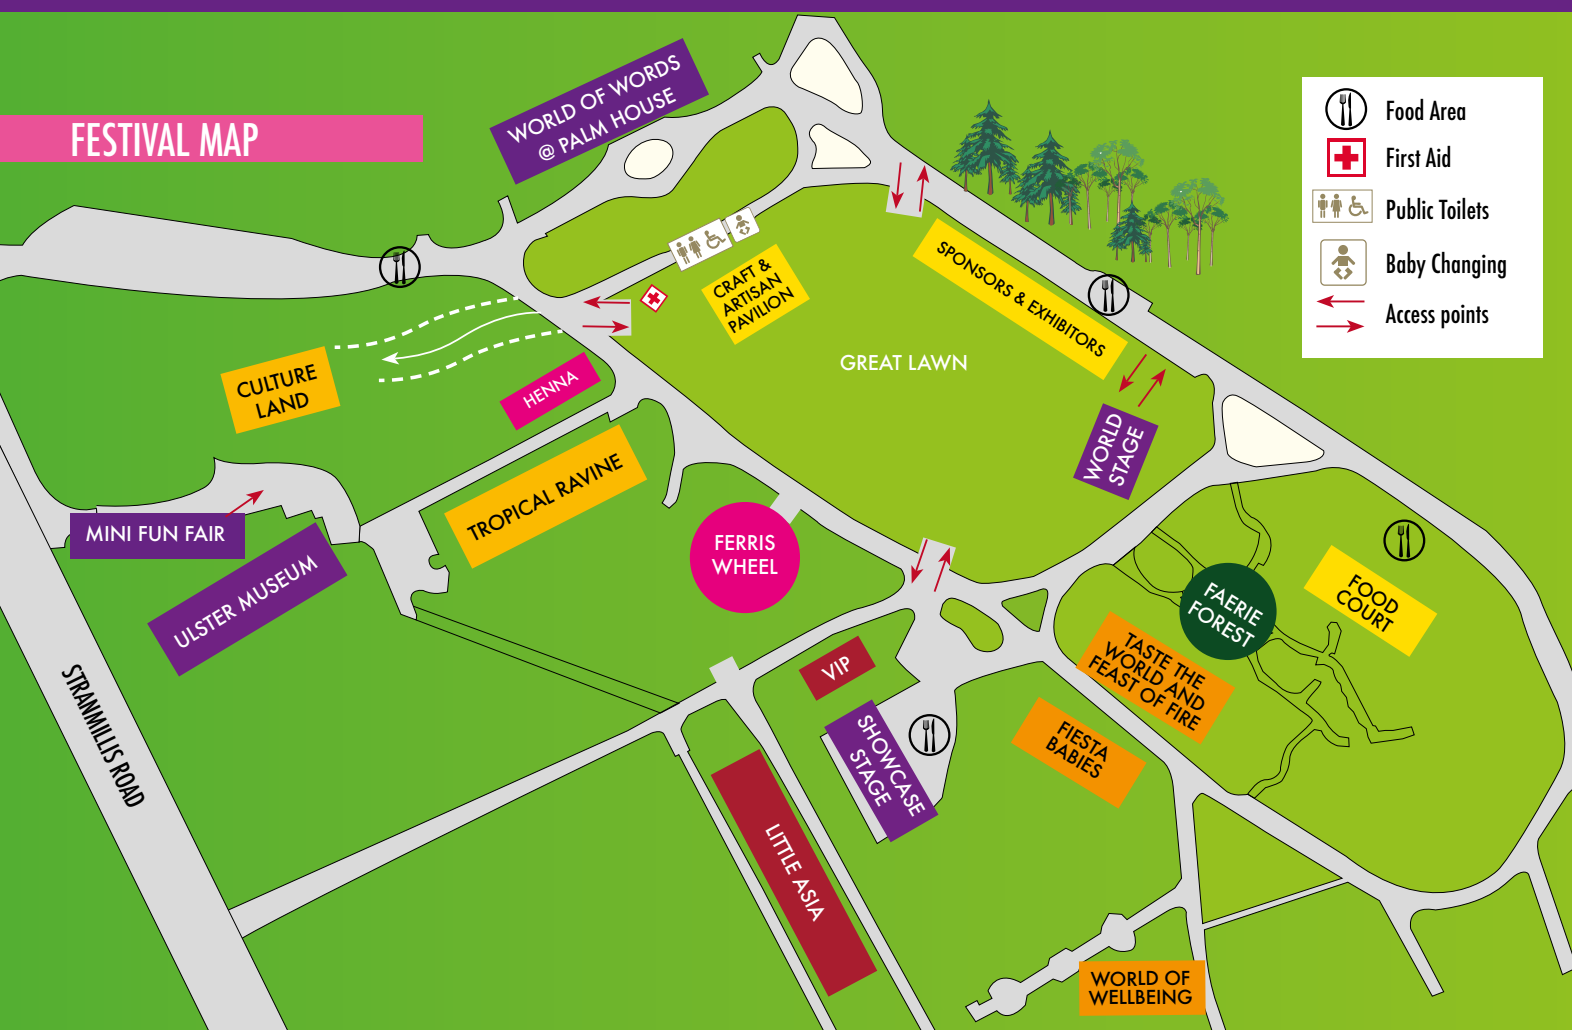 FESTIVAL MAP
WORLD OF WORDS
@ PALM HOUSE
Food Area
First Aid
Public Toilets
Baby Changing
Access points
CRAFT &
ARTISAN
PAVILION
SPONSORS & EXHIBITORS
GREAT LAWN
CULTURE
LAND
HENNA
WORLD
STAGE
TROPICAL RAVINE
MINI FUN FAIR
ULSTER MUSEUM
FERRIS
WHEEL
FAERIE
FOREST
FOOD
COURT
TASTE THE
WORLD AND
FEAST OF FIRE
VIP
SHOWCASE
STAGE
FIESTA
BABIES
STRANMILLIS ROAD
LITTLE ASIA
WORLD OF
WELLBEING